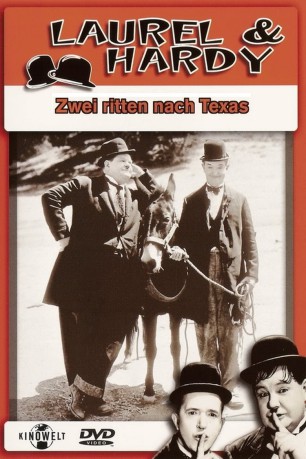 LAUREL &
HARDY
Zwei ritten nach Texas
KINOWELT
DVD
VIDEO